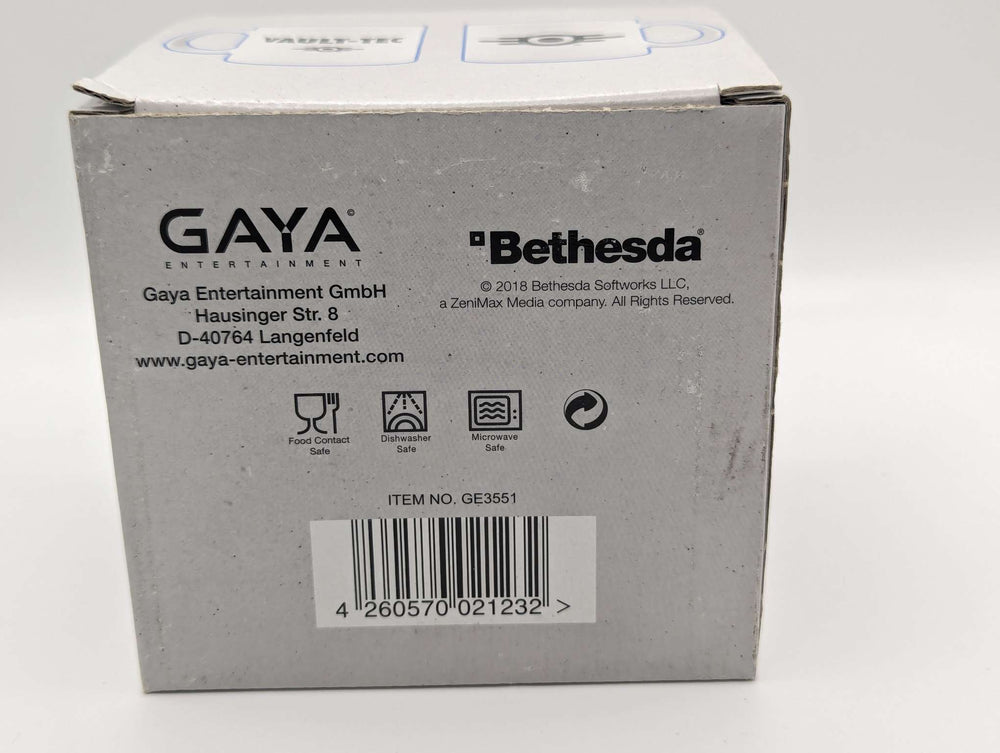 VAULT-TEC
GAYA©
ENTERTAINMENT
Gaya Entertainment GmbH
Hausinger Str. 8
D-40764 Langenfeld
www.gaya-entertainment.com
Bethesda®
© 2018 Bethesda Softworks LLC,
a ZeniMax Media company. All Rights Reserved.
Food Contact
Safe
Dishwasher
Safe
Microwave
Safe
ITEM NO. GE3551
4 260570 021232 >